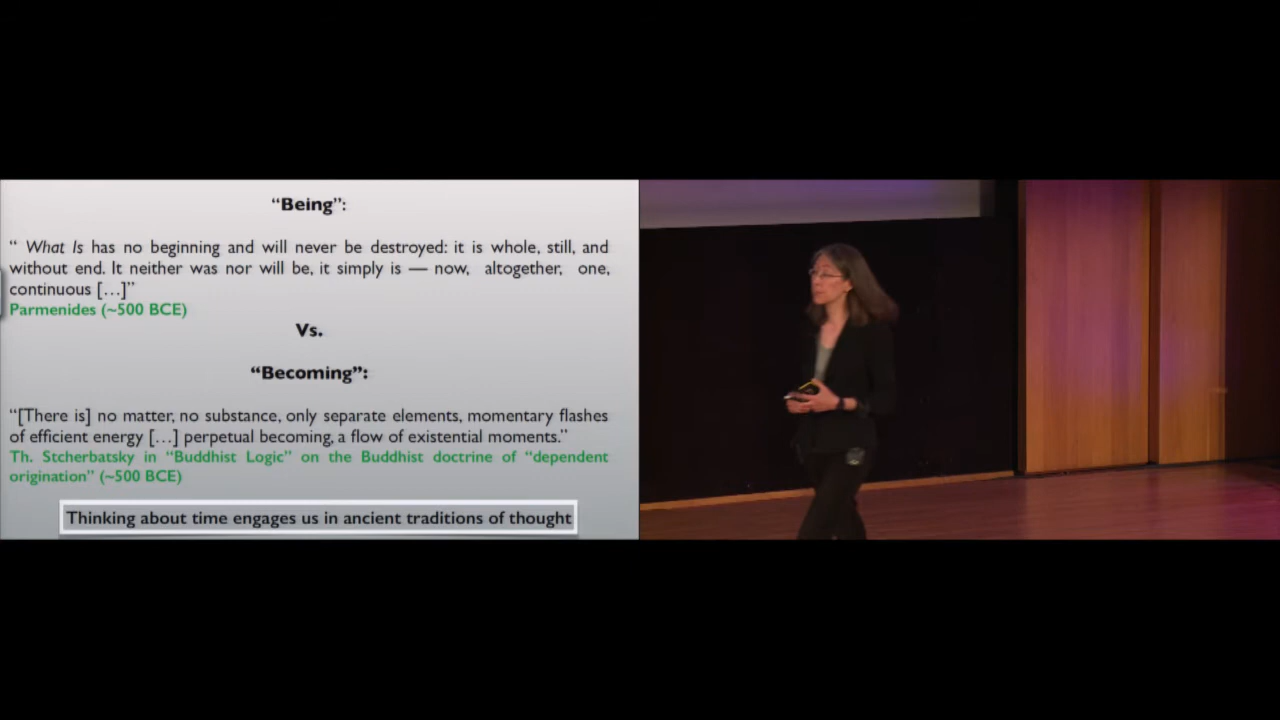 “Being”:
“ What Is has no beginning and will never be destroyed: it is whole, still, and
without end. It neither was nor will be, it simply is — now, altogether, one,
continuous […]”
Parmenides (~500 BCE)
Vs.
“Becoming”:
“[There is] no matter, no substance, only separate elements, momentary flashes
of efficient energy […] perpetual becoming, a flow of existential moments.”
Th. Stcherbatsky in “Buddhist Logic” on the Buddhist doctrine of “dependent
origination” (~500 BCE)
Thinking about time engages us in ancient traditions of thought